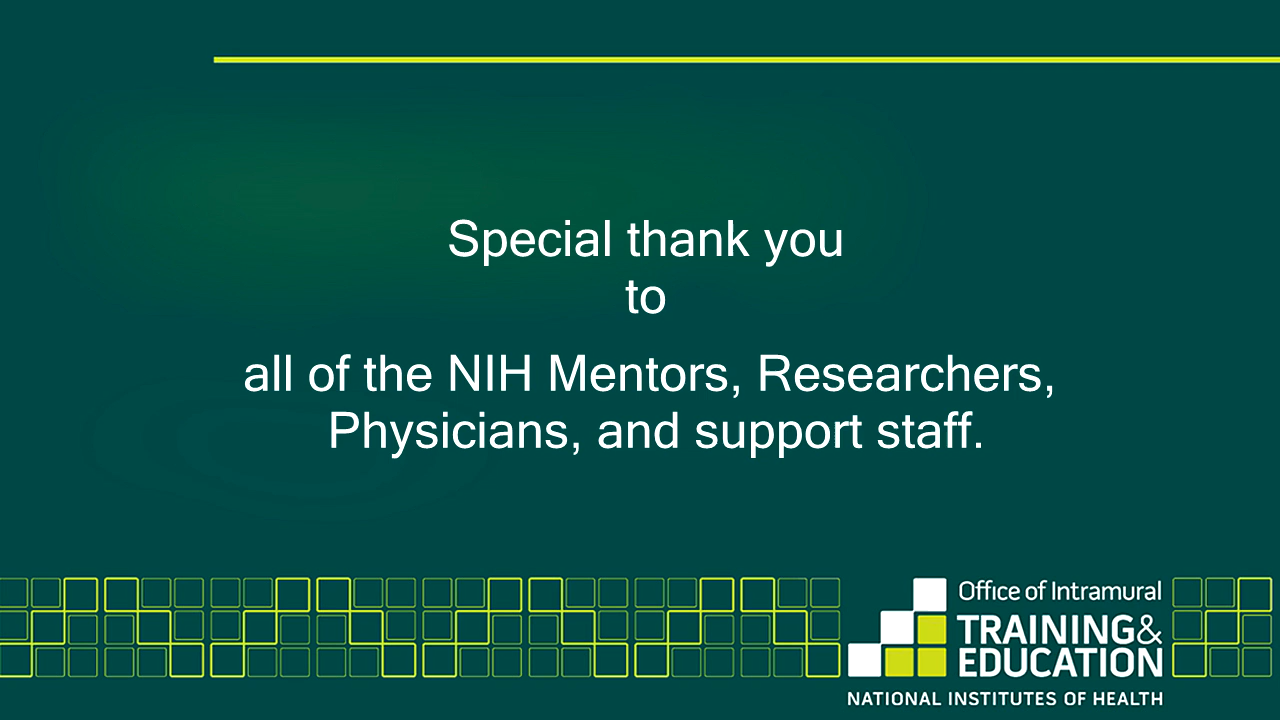 Special thank you
to
all of the NIH Mentors, Researchers,
Physicians, and support staff.
Office of Intramural
TRAINING&
EDUCATION
NATIONAL INSTITUTES OF HEALTH